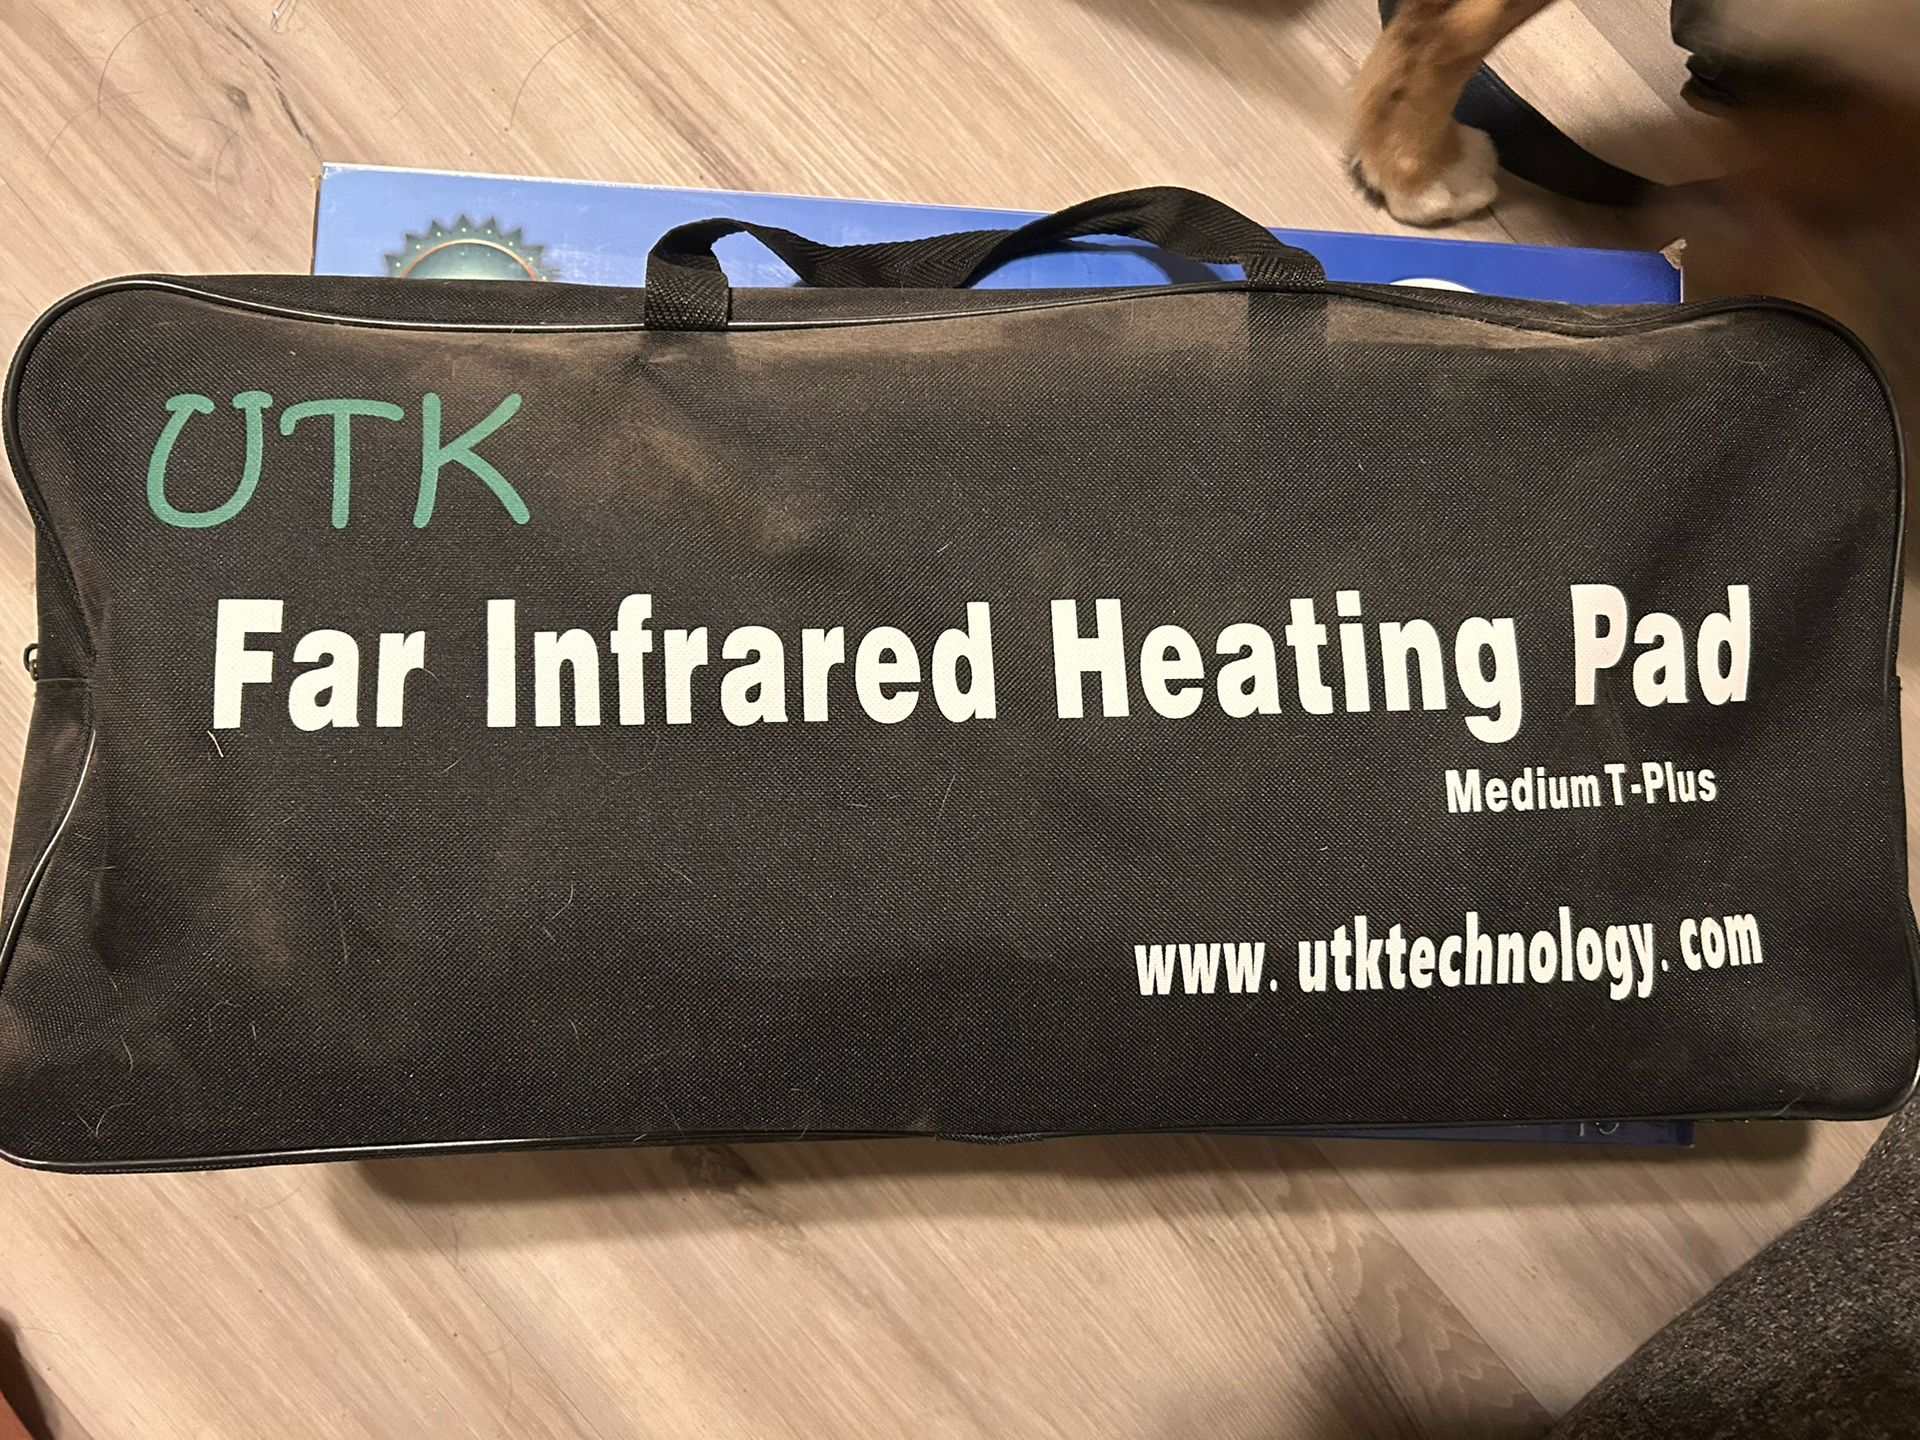 UTK
Far Infrared Heating Pad
Medium T-Plus
www. utktechnology. com